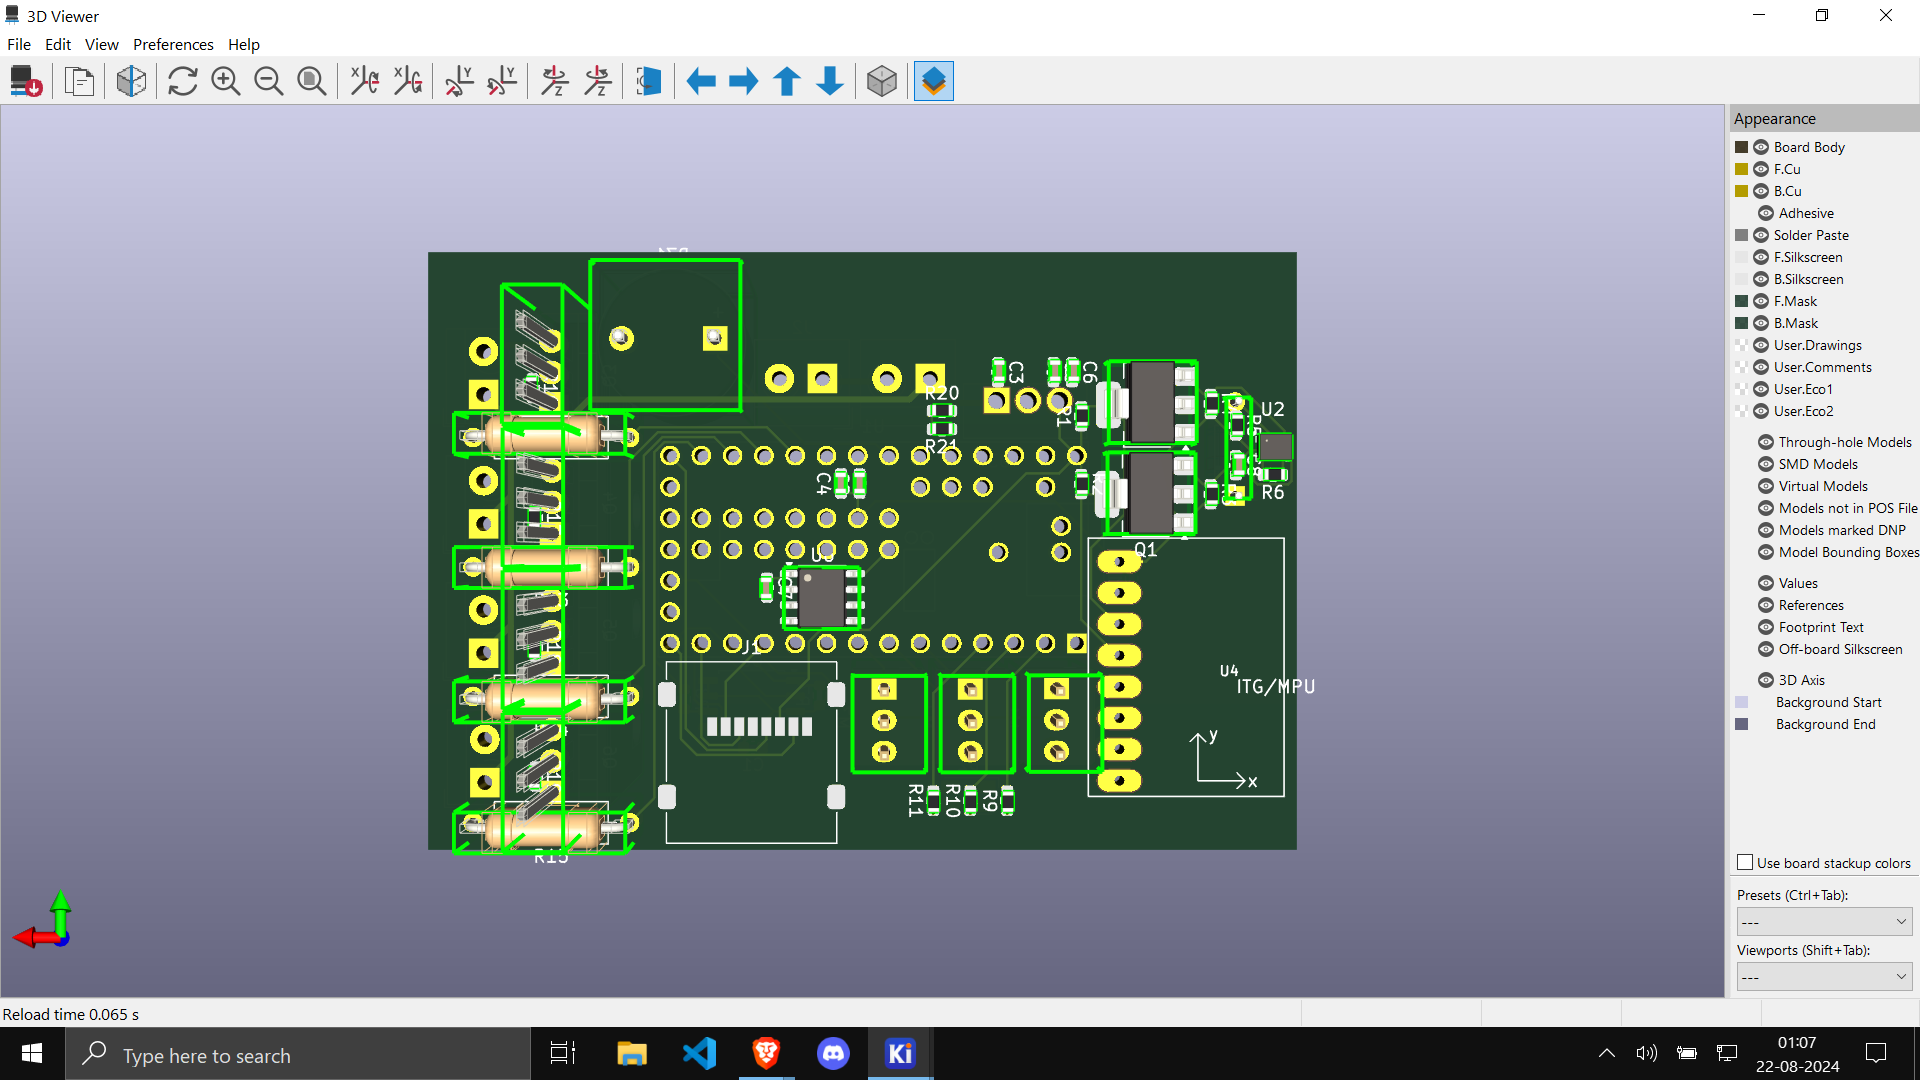 3D Viewer
File Edit View Preferences Help
Appearance
Board Body
F.Cu
B.Cu
Adhesive
Solder Paste
F.Silkscreen
B.Silkscreen
F.Mask
B.Mask
User.Drawings
User.Comments
User.Eco1
User.Eco2
Through-hole Models
SMD Models
Virtual Models
Models not in POS File
Models marked DNP
Model Bounding Boxes
Values
References
Footprint Text
Off-board Silkscreen
3D Axis
Background Start
Background End
Use board stackup colors
Presets (Ctrl+Tab):
---
Viewports (Shift+Tab):
---
C3
C6
R20
R21
U2
C4
R6
Q1
J1
U4
ITG/MPU
y
x
R11
R10
R9
R15
Reload time 0.065 s
Type here to search
Ki
01:07
22-08-2024